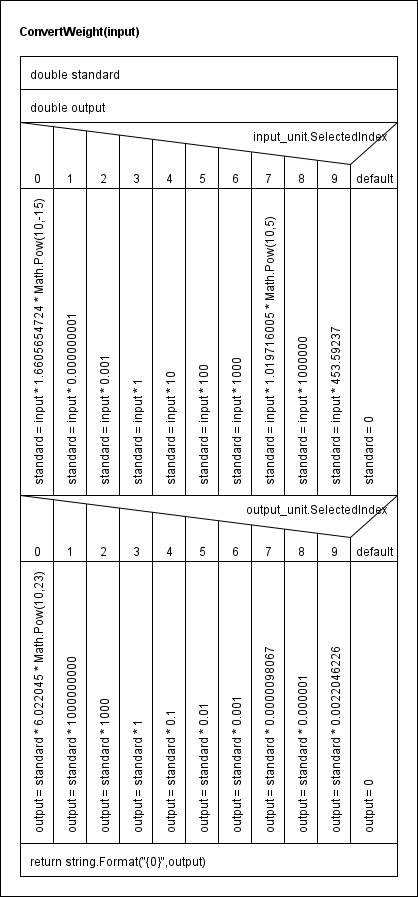 ConvertWeight(input)
double standard
double output
input_unit.SelectedIndex
0 1 2 3 4 5 6 7 8 9 default
standard = input * 1.6605654724 * Math.Pow(10,-15)
standard = input * 0.000000001
standard = input * 0.001
standard = input * 1
standard = input * 10
standard = input * 100
standard = input * 1000
standard = input * 1.019716005 * Math.Pow(10,5)
standard = input * 1000000
standard = input * 453.59237
standard = 0
output_unit.SelectedIndex
0 1 2 3 4 5 6 7 8 9 default
output = standard * 6.022045 * Math.Pow(10,23)
output = standard * 1000000000
output = standard * 1000
output = standard * 1
output = standard * 0.1
output = standard * 0.01
output = standard * 0.001
output = standard * 0.0000098067
output = standard * 0.000001
output = standard * 0.0022046226
output = 0
return string.Format("{0}",output)